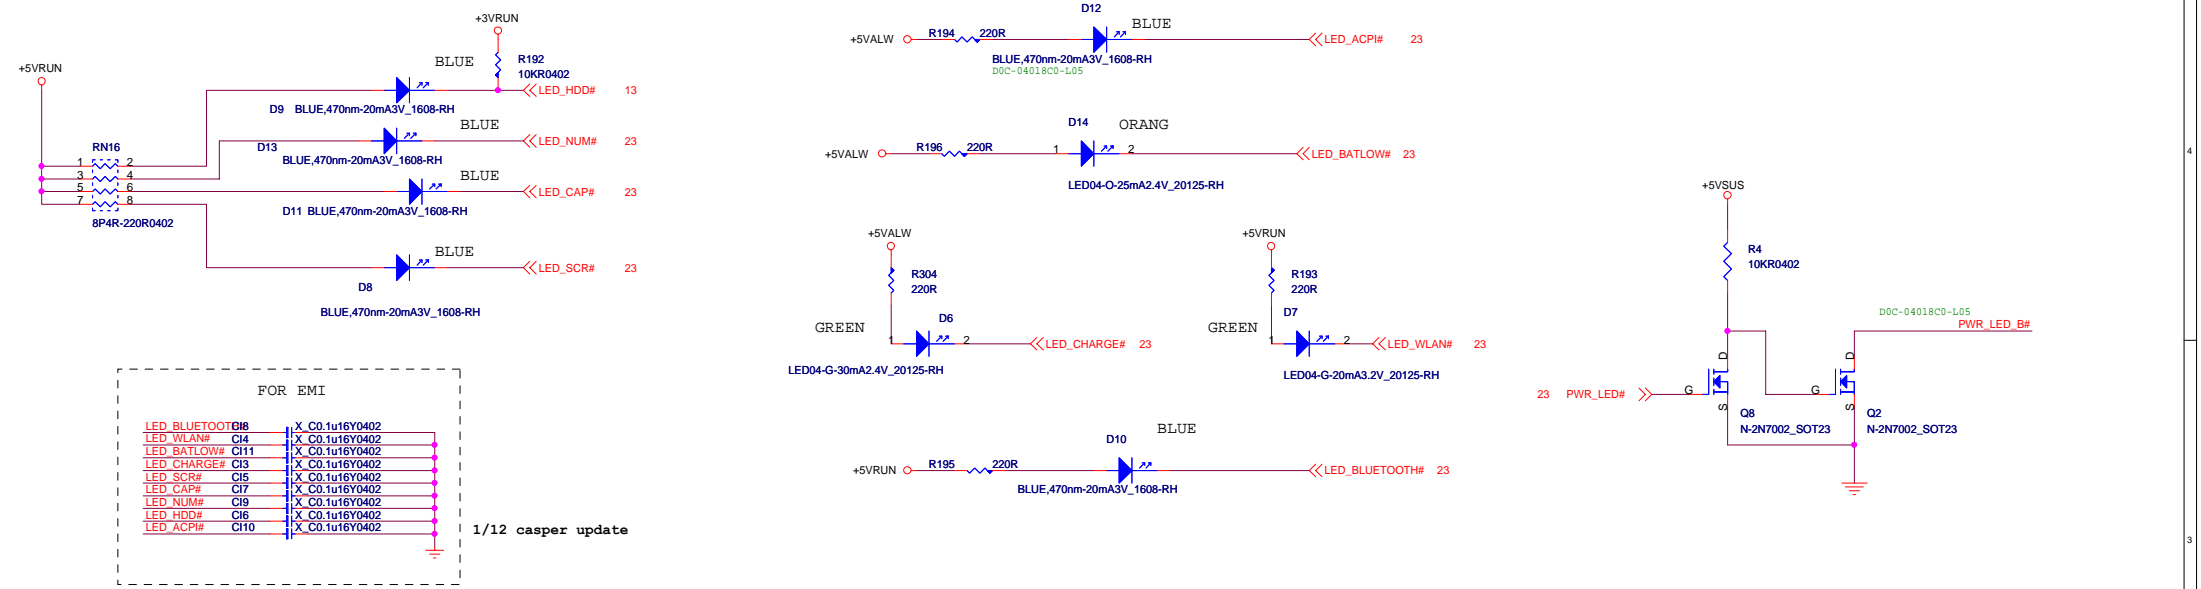 +5VRUN
+3VRUN
R192
10KR0402
BLUE
LED_HDD# 13
D9 BLUE,470nm-20mA3V_1608-RH
BLUE
LED_NUM# 23
D13
BLUE,470nm-20mA3V_1608-RH
RN16
1 2
3 4
5 6
7 8
8P4R-220R0402
BLUE
LED_CAP# 23
D11 BLUE,470nm-20mA3V_1608-RH
BLUE
LED_SCR# 23
D8
BLUE,470nm-20mA3V_1608-RH
D12
BLUE
+5VALW R194 220R LED_ACPI# 23
BLUE,470nm-20mA3V_1608-RH
D0C-04018C0-L05
D14
ORANG
+5VALW R196 220R 1 2 LED_BATLOW# 23
LED04-O-25mA2.4V_20125-RH
+5VALW
R304
220R
GREEN
D6
1 2 LED_CHARGE# 23
LED04-G-30mA2.4V_20125-RH
+5VRUN
R193
220R
GREEN
D7
1 2 LED_WLAN# 23
LED04-G-20mA3.2V_20125-RH
BLUE
D10
+5VRUN R195 220R LED_BLUETOOTH# 23
BLUE,470nm-20mA3V_1608-RH
+5VSUS
R4
10KR0402
D0C-04018C0-L05
PWR_LED_B#
23 PWR_LED#
G D S
Q8
N-2N7002_SOT23
G D S
Q2
N-2N7002_SOT23
FOR EMI
LED_BLUETOOTH# CI8 X_C0.1u16Y0402
LED_WLAN# CI4 X_C0.1u16Y0402
LED_BATLOW# CI11 X_C0.1u16Y0402
LED_CHARGE# CI3 X_C0.1u16Y0402
LED_SCR# CI5 X_C0.1u16Y0402
LED_CAP# CI7 X_C0.1u16Y0402
LED_NUM# CI9 X_C0.1u16Y0402
LED_HDD# CI6 X_C0.1u16Y0402
LED_ACPI# CI10 X_C0.1u16Y0402
1/12 casper update
4
3